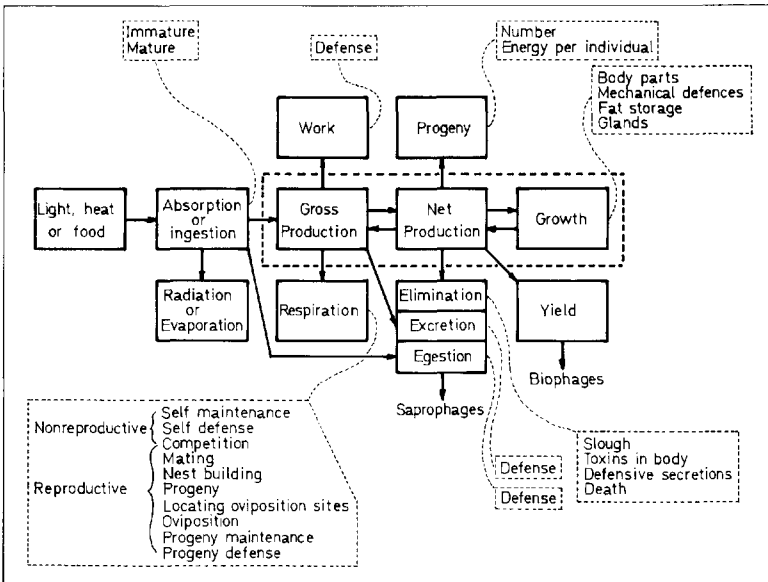 Immature
Mature
Defense
Number
Energy per individual
Body parts
Mechanical defences
Fat storage
Glands
Work
Progeny
Light, heat
or food
Absorption
or
ingestion
Gross
Production
Net
Production
Growth
Radiation
or
Evaporation
Respiration
Elimination
Excretion
Egestion
Yield
Biophages
Saprophages
Nonreproductive
Self maintenance
Self defense
Competition
Reproductive
Mating
Nest building
Progeny
Locating oviposition sites
Oviposition
Progeny maintenance
Progeny defense
Defense
Defense
Slough
Toxins in body
Defensive secretions
Death